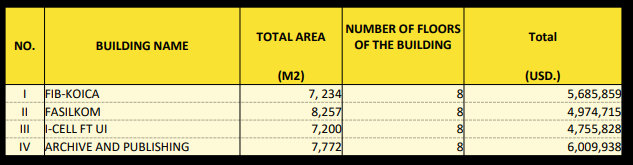 NO. BUILDING NAME TOTAL AREA (M2) NUMBER OF FLOORS OF THE BUILDING Total (USD.)
I FIB-KOICA 7, 234 8 5,685,859
II FASILKOM 8,257 8 4,974,715
III I-CELL FT UI 7,200 8 4,755,828
IV ARCHIVE AND PUBLISHING 7,772 8 6,009,938